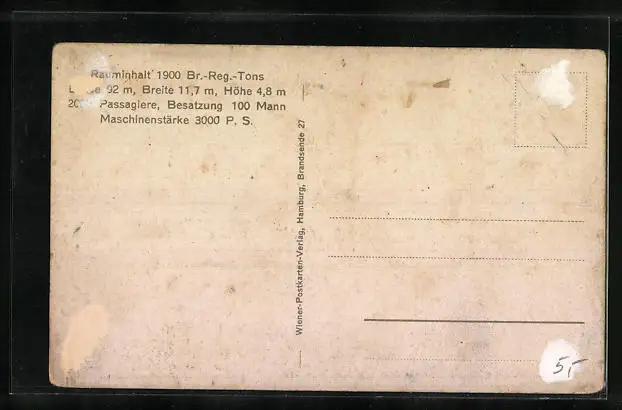 Rauminhalt 1900 Br.-Reg.-Tons
92 m, Breite 11,7 m, Höhe 4,8 m
Passagiere, Besatzung 100 Mann
Maschinenstärke 3000 P. S.
Wiener-Postkarten-Verlag, Hamburg, Brandsende 27
5,-